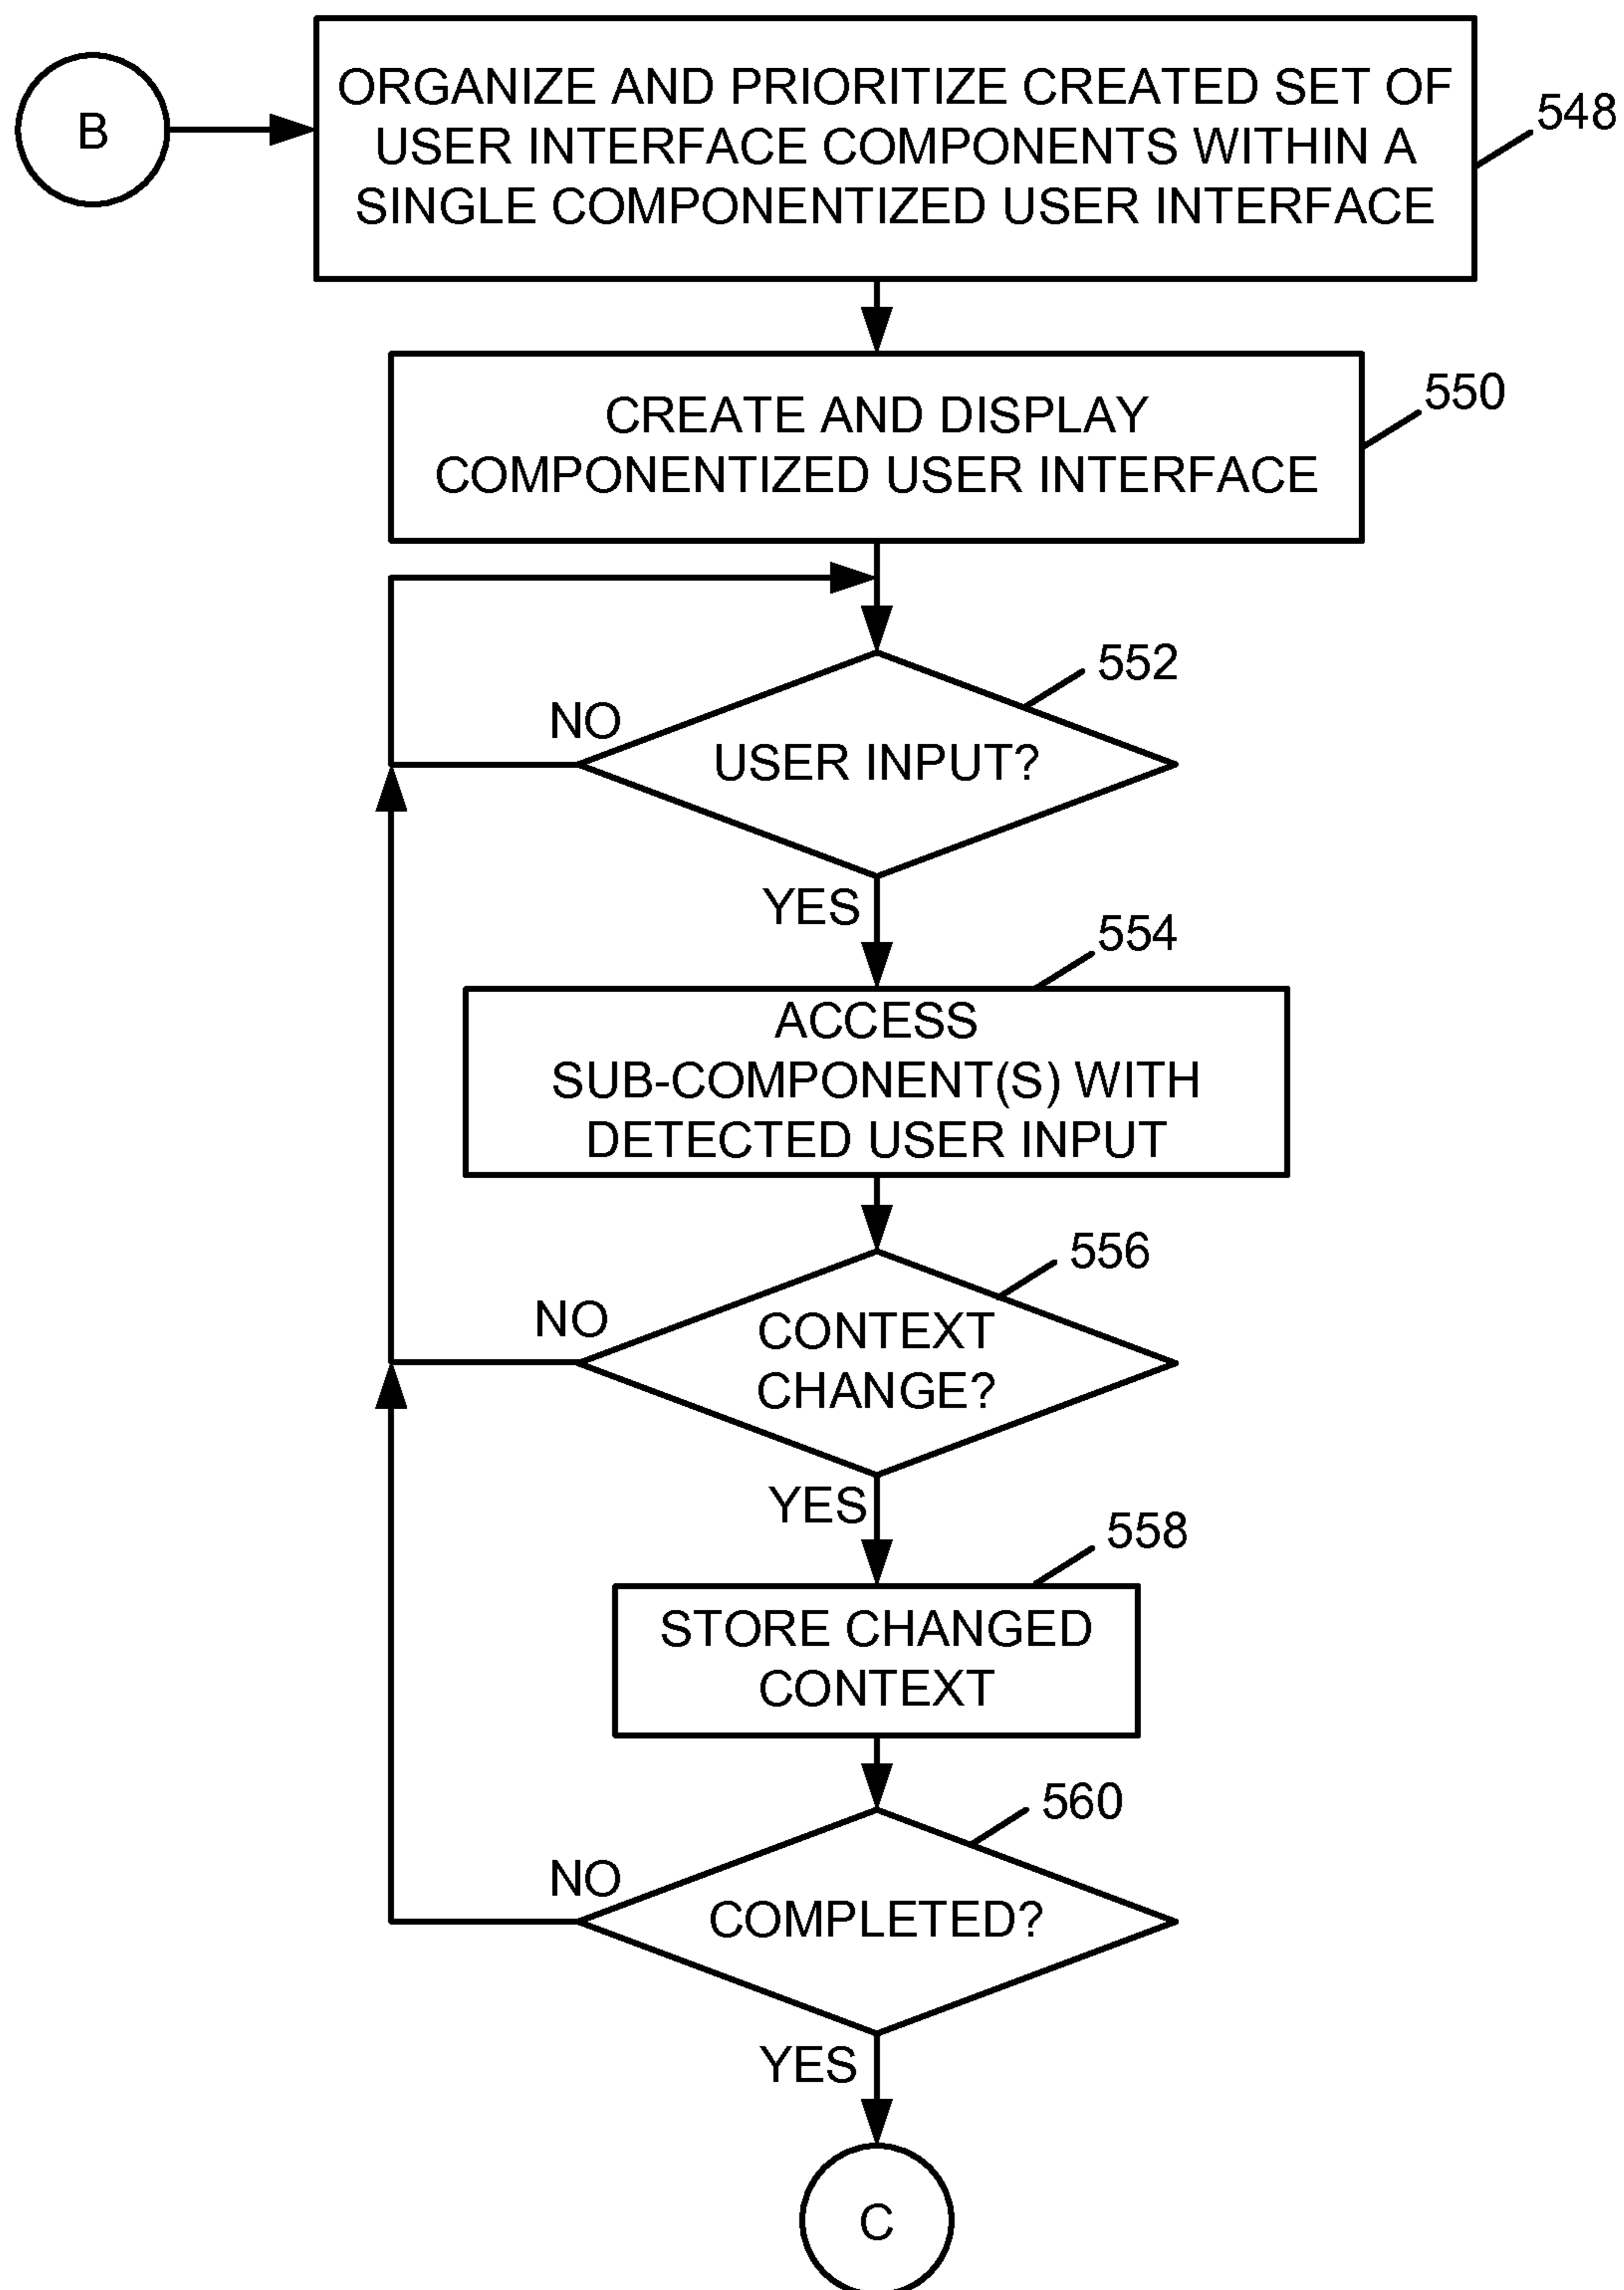 B
ORGANIZE AND PRIORITIZE CREATED SET OF
USER INTERFACE COMPONENTS WITHIN A
SINGLE COMPONENTIZED USER INTERFACE
548
CREATE AND DISPLAY
COMPONENTIZED USER INTERFACE
550
552
NO
USER INPUT?
YES
554
ACCESS
SUB-COMPONENT(S) WITH
DETECTED USER INPUT
556
NO
CONTEXT
CHANGE?
YES
558
STORE CHANGED
CONTEXT
560
NO
COMPLETED?
YES
C